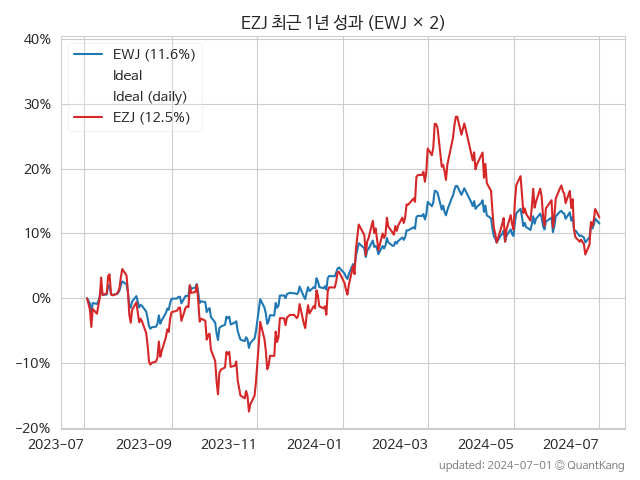 EZJ 최근 1년 성과 (EWJ × 2)
40%
30%
20%
10%
0%
−10%
−20%
EWJ (11.6%)
Ideal
Ideal (daily)
EZJ (12.5%)
2023-07 2023-09 2023-11 2024-01 2024-03 2024-05 2024-07
updated: 2024-07-01 ⓒ QuantKang